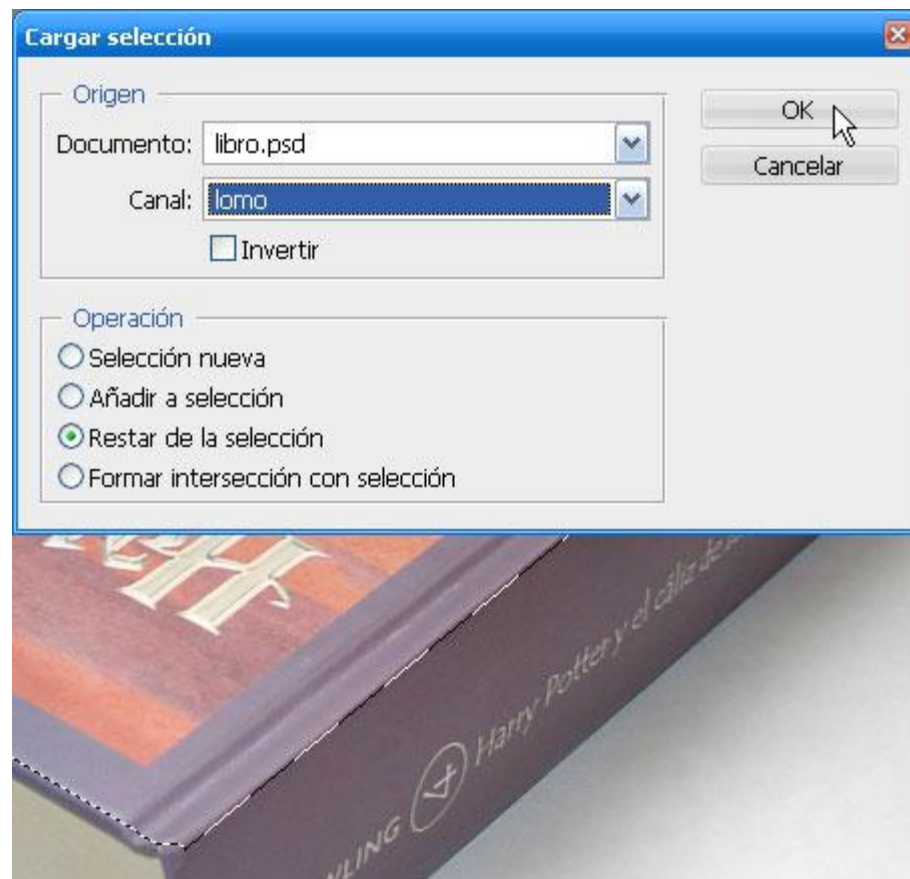 Cargar selección
Origen
Documento: libro.psd
Canal: lomo
Invertir
OK
Cancelar
Operación
Selección nueva
Añadir a selección
Restar de la selección
Formar intersección con selección
Harry Potter y el cáliz de
4